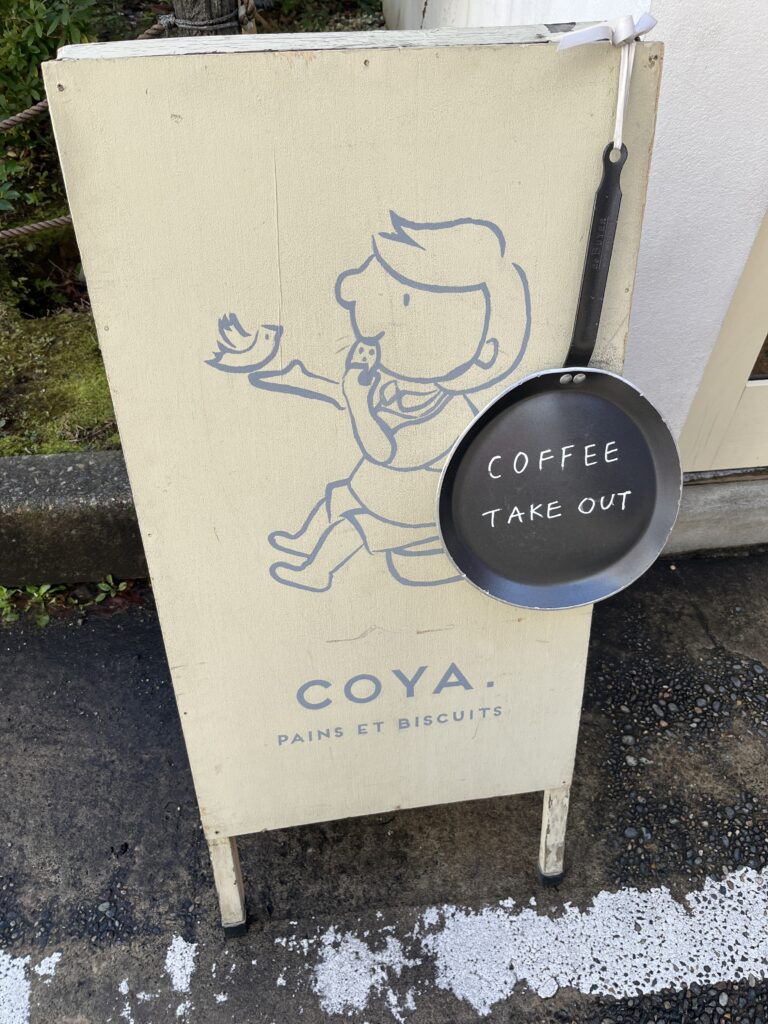 COFFEE
TAKE OUT
COYA.
PAINS ET BISCUITS